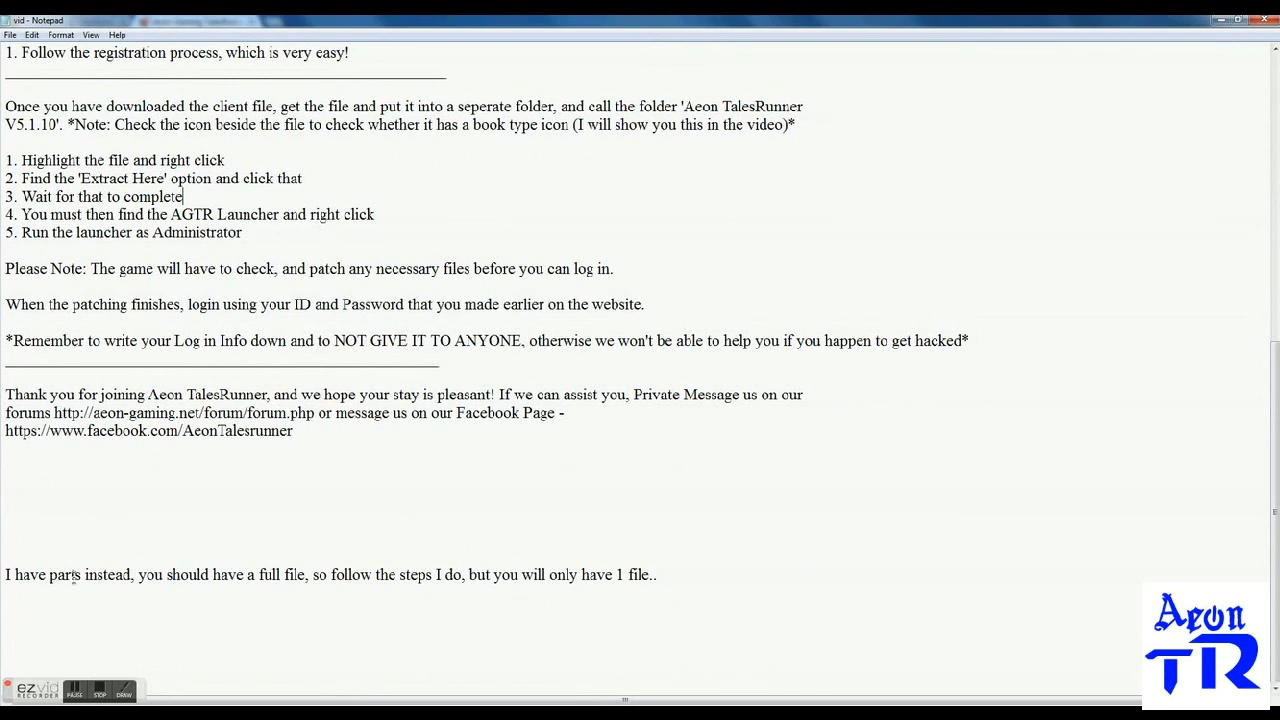 vid - Notepad
File Edit Format View Help
1. Follow the registration process, which is very easy!
Once you have downloaded the client file, get the file and put it into a seperate folder, and call the folder 'Aeon TalesRunner
V5.1.10'. *Note: Check the icon beside the file to check whether it has a book type icon (I will show you this in the video)*
1. Highlight the file and right click
2. Find the 'Extract Here' option and click that
3. Wait for that to complete
4. You must then find the AGTR Launcher and right click
5. Run the launcher as Administrator
Please Note: The game will have to check, and patch any necessary files before you can log in.
When the patching finishes, login using your ID and Password that you made earlier on the website.
*Remember to write your Log in Info down and to NOT GIVE IT TO ANYONE, otherwise we won't be able to help you if you happen to get hacked*
Thank you for joining Aeon TalesRunner, and we hope your stay is pleasant! If we can assist you, Private Message us on our
forums http://aeon-gaming.net/forum/forum.php or message us on our Facebook Page -
https://www.facebook.com/AeonTalesrunner
I have parts instead, you should have a full file, so follow the steps I do, but you will only have 1 file..
Aeon
TR
ezvid
RECORDER
PAUSE STOP DRAW